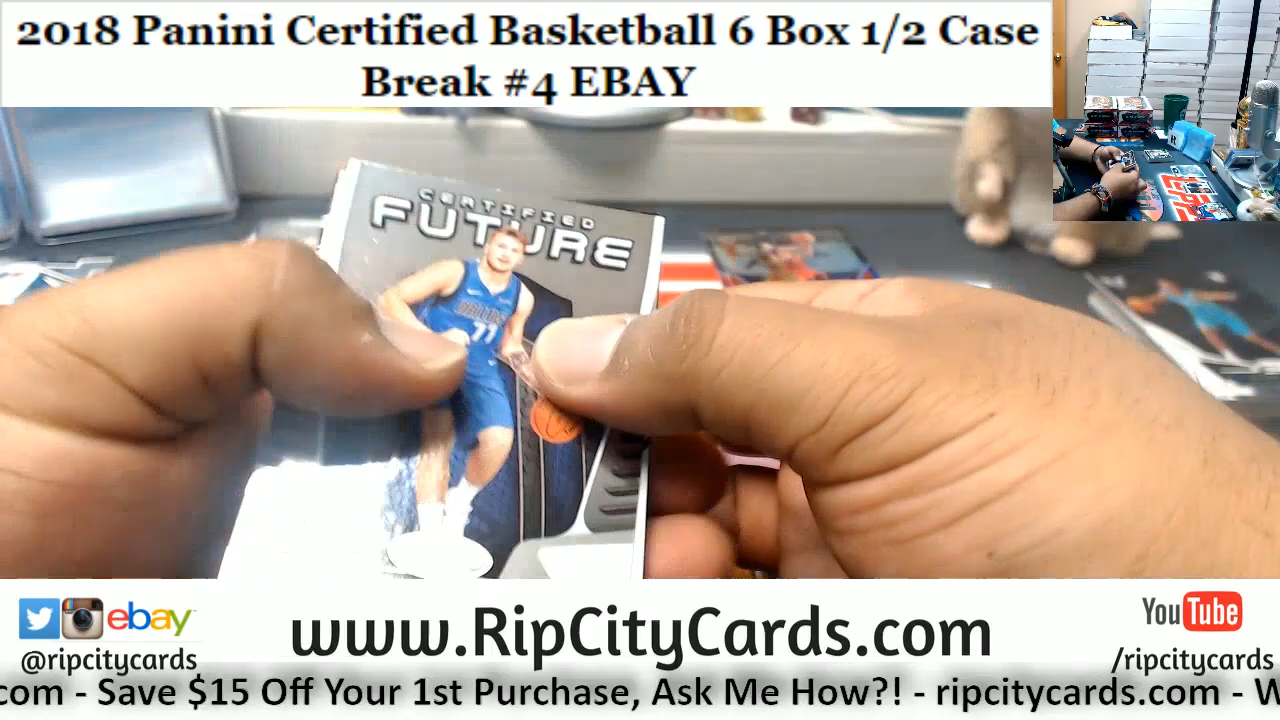 2018 Panini Certified Basketball 6 Box 1/2 Case
Break #4 EBAY
CERTIFIED
FUTURE
DALLAS
77
ebay
@ripcitycards
www.RipCityCards.com
YouTube
/ripcitycards
.com - Save $15 Off Your 1st Purchase, Ask Me How?! - ripcitycards.com - W